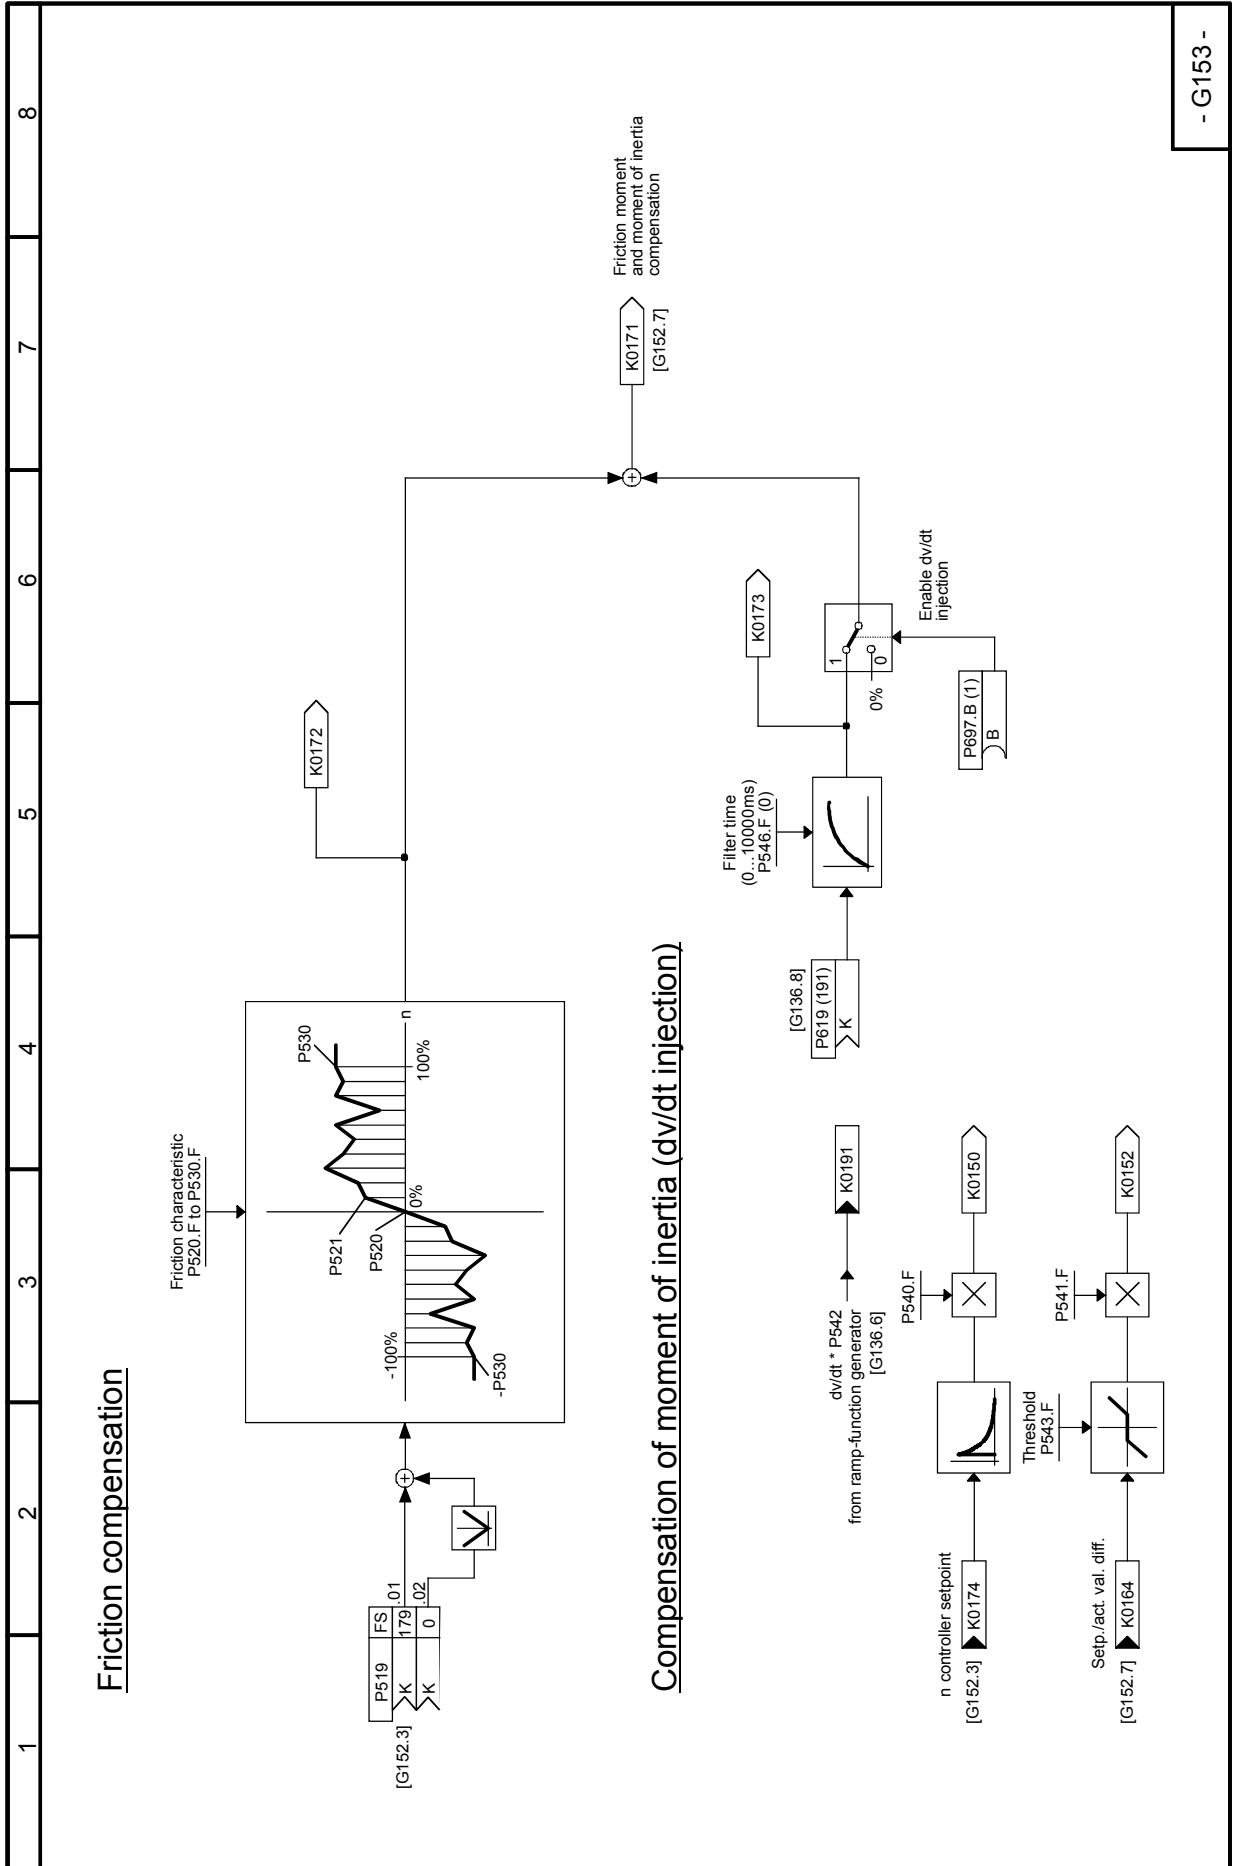 1
2
3
4
5
6
7
8
Friction compensation
Friction characteristic
P520.F to P530.F
P519
FS
K
179
.01
K
0
.02
[G152.3]
-100%
-P530
P521
P520
0%
P530
100%
n
K0172
Friction moment
and moment of inertia
compensation
K0171
[G152.7]
Compensation of moment of inertia (dv/dt injection)
Filter time
(0...10000ms)
P546.F (0)
[G136.8]
P619 (191)
K
K0173
1
0
0%
Enable dv/dt
injection
P697.B (1)
B
dv/dt * P542
from ramp-function generator
[G136.6]
K0191
n controller setpoint
[G152.3]
K0174
P540.F
K0150
Threshold
P543.F
Setp./act. val. diff.
[G152.7]
K0164
P541.F
K0152
- G153 -